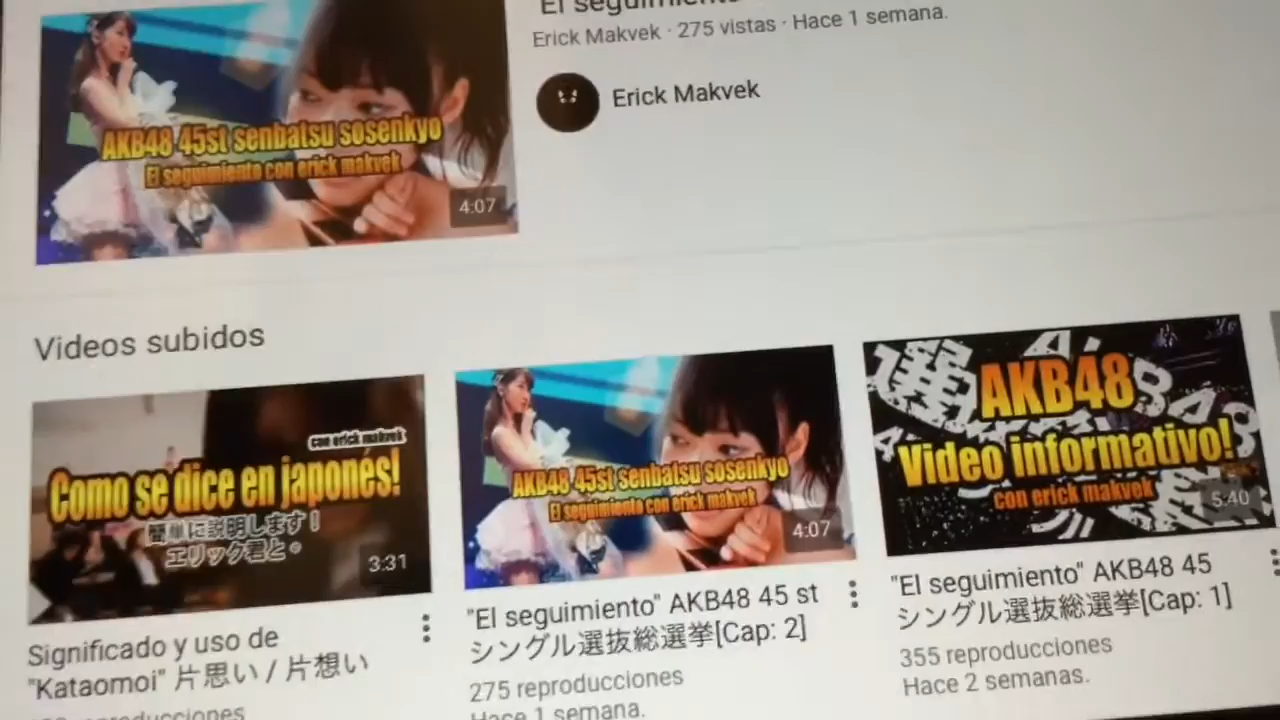 El seguimiento
Erick Makvek · 275 vistas · Hace 1 semana.
Erick Makvek
AKB48 45st senbatsu sosenkyo
El seguimiento con erick makvek
4:07
Videos subidos
con erick makvek
Como se dice en japonés!
簡単に説明します！
エリック君と。
3:31
Significado y uso de
"Kataomoi" 片思い / 片想い
reproducciones
AKB48 45st senbatsu sosenkyo
El seguimiento con erick makvek
4:07
"El seguimiento" AKB48 45 st
シングル選抜総選挙[Cap: 2]
275 reproducciones
Hace 1 semana.
AKB48
Video informativo!
con erick makvek
5:40
"El seguimiento" AKB48 45
シングル選抜総選挙[Cap: 1]
355 reproducciones
Hace 2 semanas.